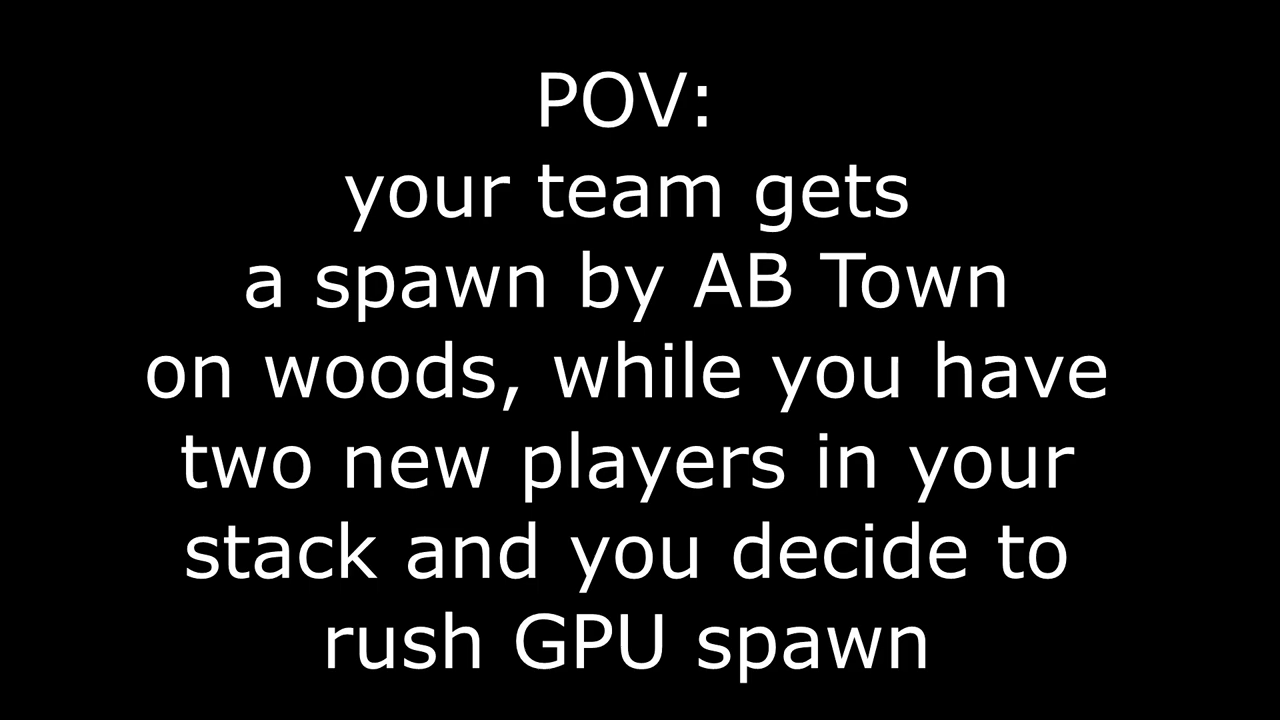 POV:
your team gets
a spawn by AB Town
on woods, while you have
two new players in your
stack and you decide to
rush GPU spawn